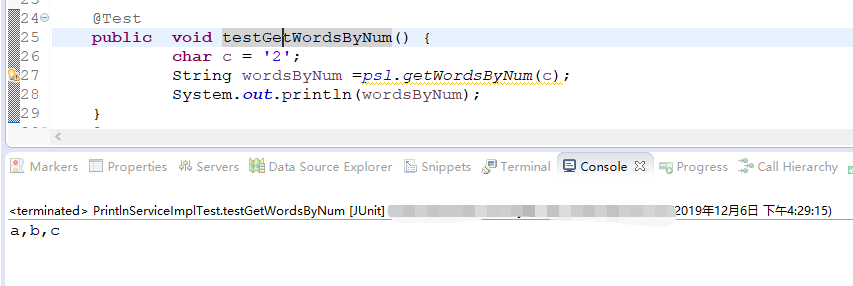 24 @Test
25 public void testGetWordsByNum() {
26 char c = '2';
27 String wordsByNum =psl.getWordsByNum(c);
28 System.out.println(wordsByNum);
29 }
Markers Properties Servers Data Source Explorer Snippets Terminal Console Progress Call Hierarchy
<terminated> PrintlnServiceImplTest.testGetWordsByNum [JUnit] 2019年12月6日 下午4:29:15)
a,b,c